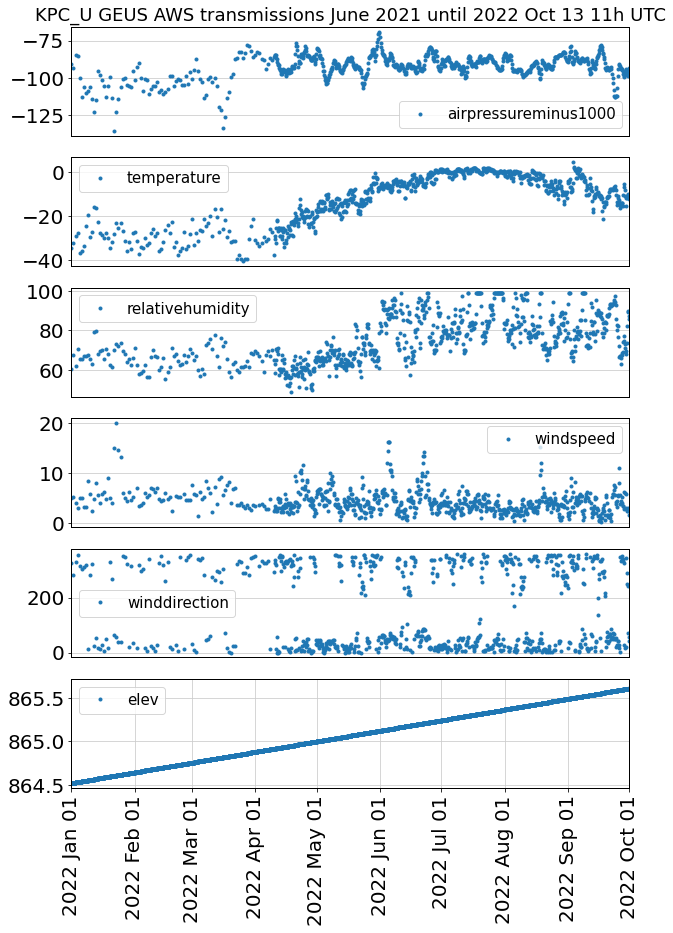 KPC_U GEUS AWS transmissions June 2021 until 2022 Oct 13 11h UTC
−75
−100
−125
airpressureminus1000
0
−20
−40
temperature
100
80
60
relativehumidity
20
10
0
windspeed
200
0
winddirection
865.5
865.0
864.5
elev
2022 Jan 01
2022 Feb 01
2022 Mar 01
2022 Apr 01
2022 May 01
2022 Jun 01
2022 Jul 01
2022 Aug 01
2022 Sep 01
2022 Oct 01